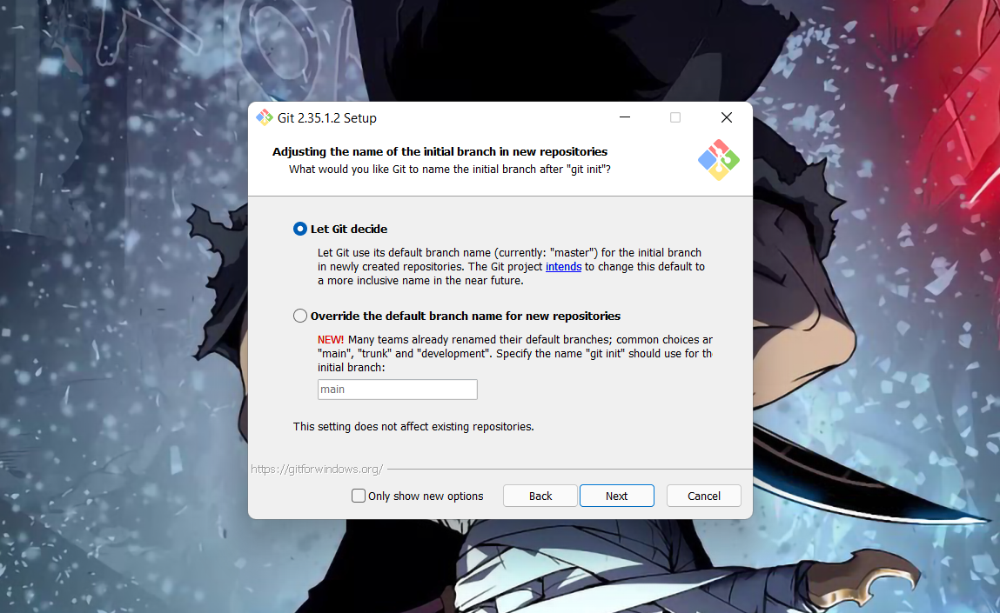 Git 2.35.1.2 Setup
Adjusting the name of the initial branch in new repositories
What would you like Git to name the initial branch after "git init"?
Let Git decide
Let Git use its default branch name (currently: "master") for the initial branch
in newly created repositories. The Git project intends to change this default to
a more inclusive name in the near future.
Override the default branch name for new repositories
NEW! Many teams already renamed their default branches; common choices ar
"main", "trunk" and "development". Specify the name "git init" should use for th
initial branch:
main
This setting does not affect existing repositories.
https://gitforwindows.org/
Only show new options
Back
Next
Cancel